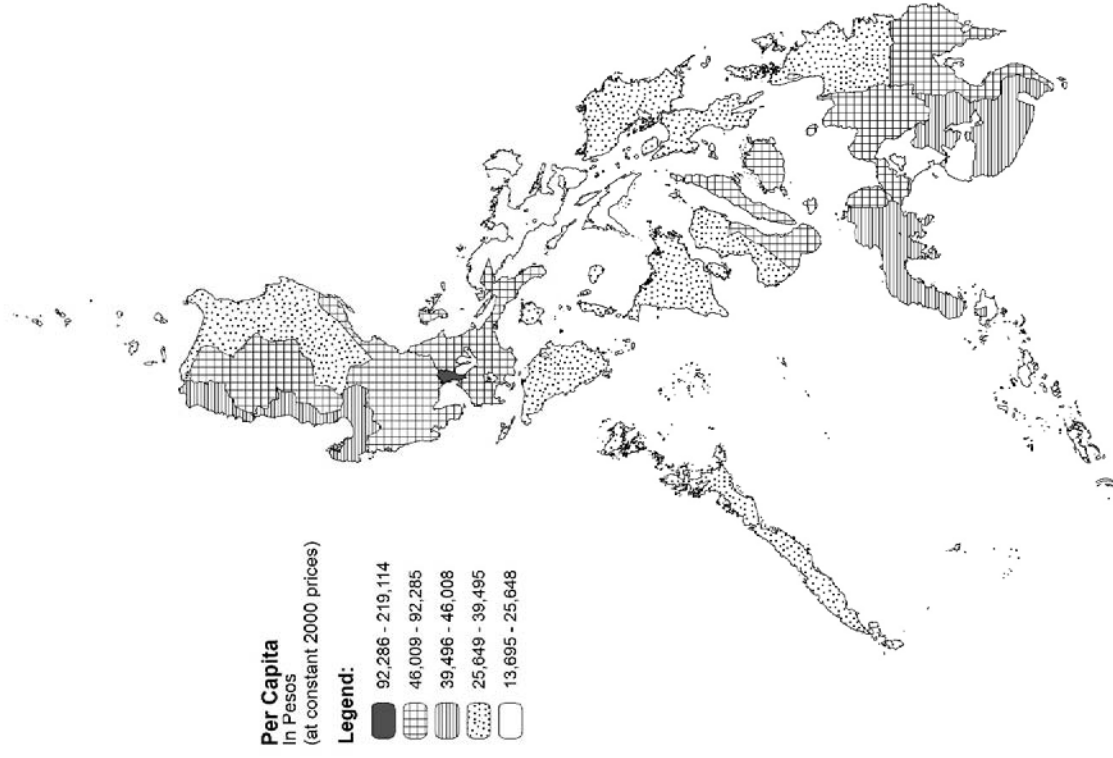 Per Capita
In Pesos
(at constant 2000 prices)
Legend:
92,286 - 219,114
46,009 - 92,285
39,496 - 46,008
25,649 - 39,495
13,695 - 25,648